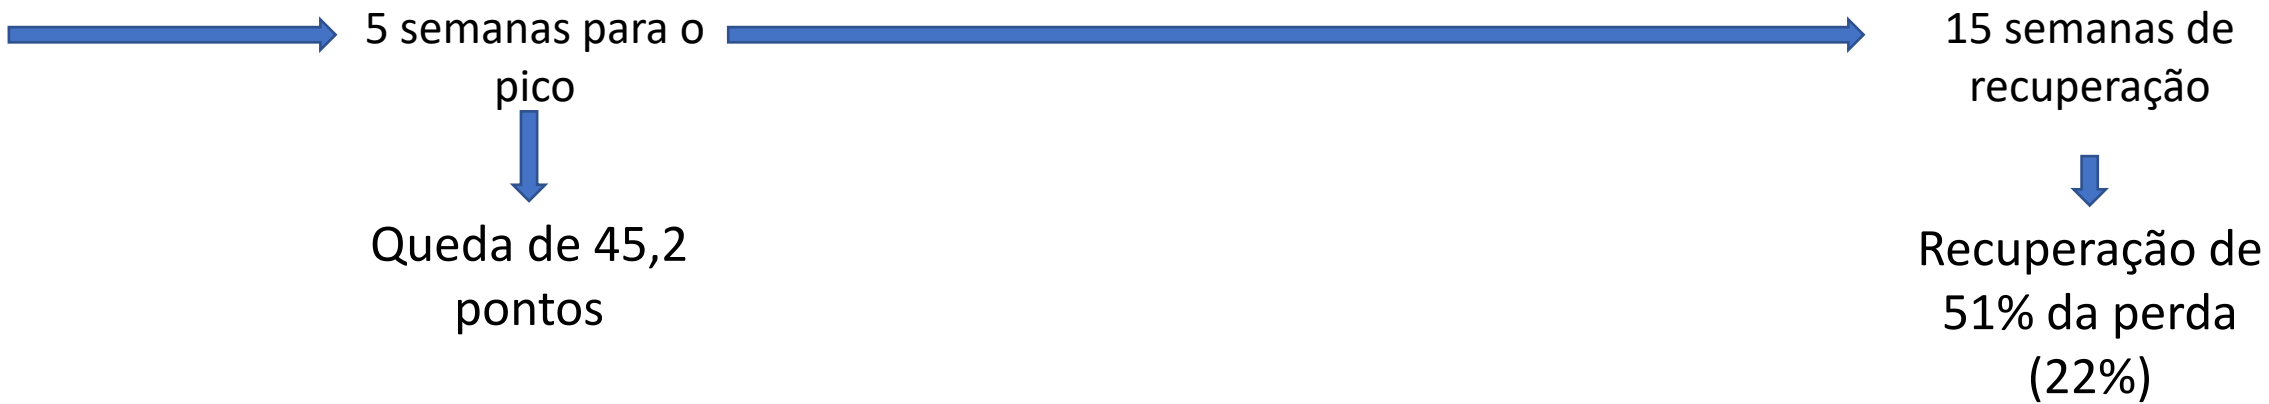 5 semanas para o
pico
15 semanas de
recuperação
Queda de 45,2
pontos
Recuperação de
51% da perda
(22%)